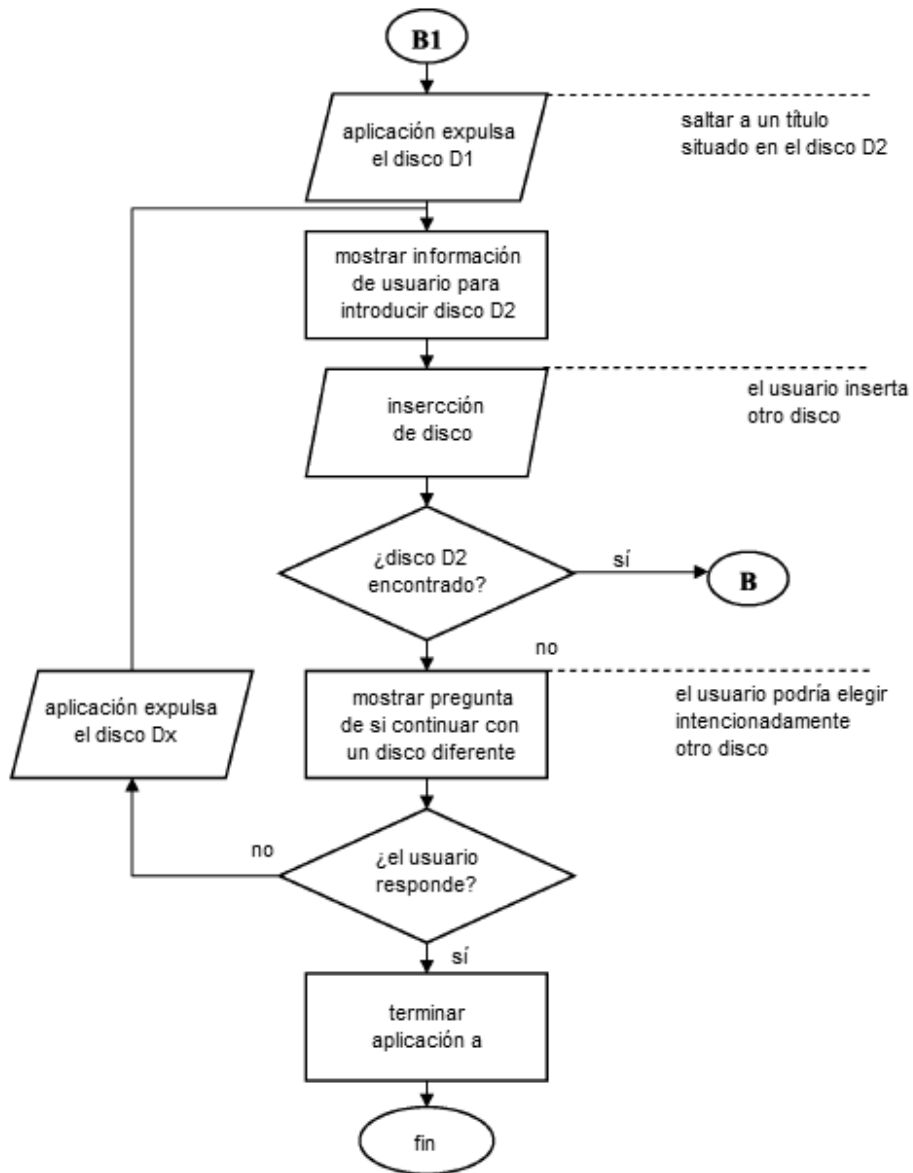 B1
aplicación expulsa
el disco D1
saltar a un título
situado en el disco D2
mostrar información
de usuario para
introducir disco D2
insercción
de disco
el usuario inserta
otro disco
¿disco D2
encontrado?
sí
B
no
mostrar pregunta
de si continuar con
un disco diferente
el usuario podría elegir
intencionadamente
otro disco
aplicación expulsa
el disco Dx
no
¿el usuario
responde?
sí
terminar
aplicación a
fin